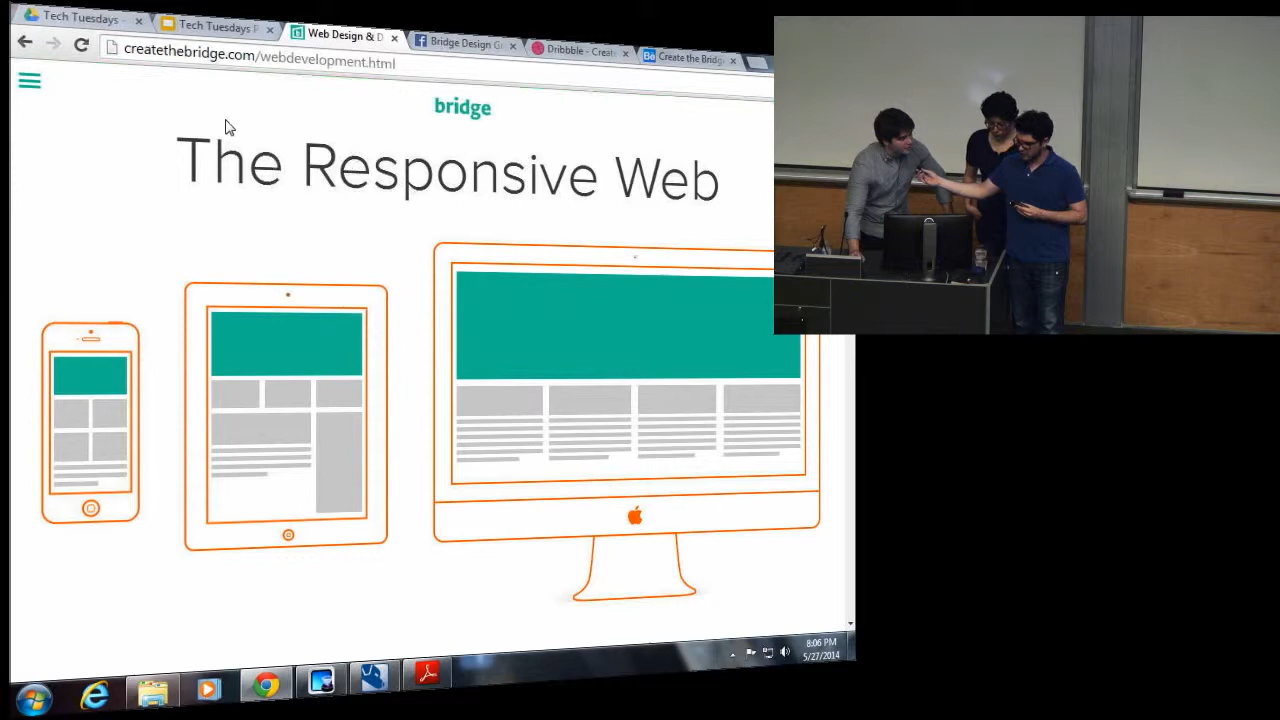 Tech Tuesdays -
Tech Tuesdays P
Web Design & D
Bridge Design G
Dribbble - Creat
Create the Bridg
createthebridge.com/webdevelopment.html
bridge
The Responsive Web
8:06 PM
5/27/2014